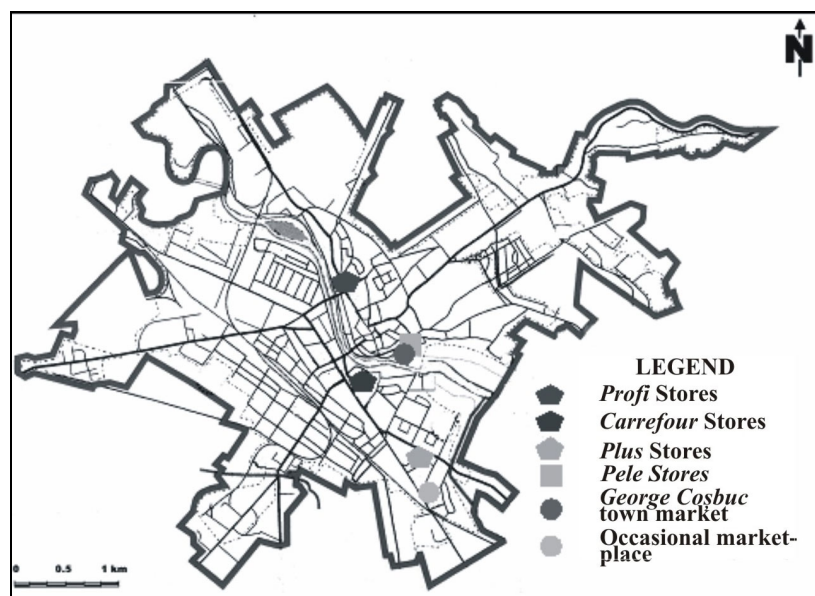 N
LEGEND
Profi Stores
Carrefour Stores
Plus Stores
Pele Stores
George Cosbuc
town market
Occasional market-
place
0 0.5 1 km